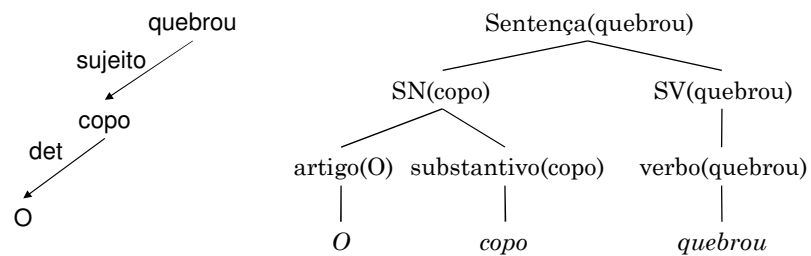 quebrou
sujeito
copo
det
O
Sentença(quebrou)
SN(copo) SV(quebrou)
artigo(O) substantivo(copo) verbo(quebrou)
O copo quebrou